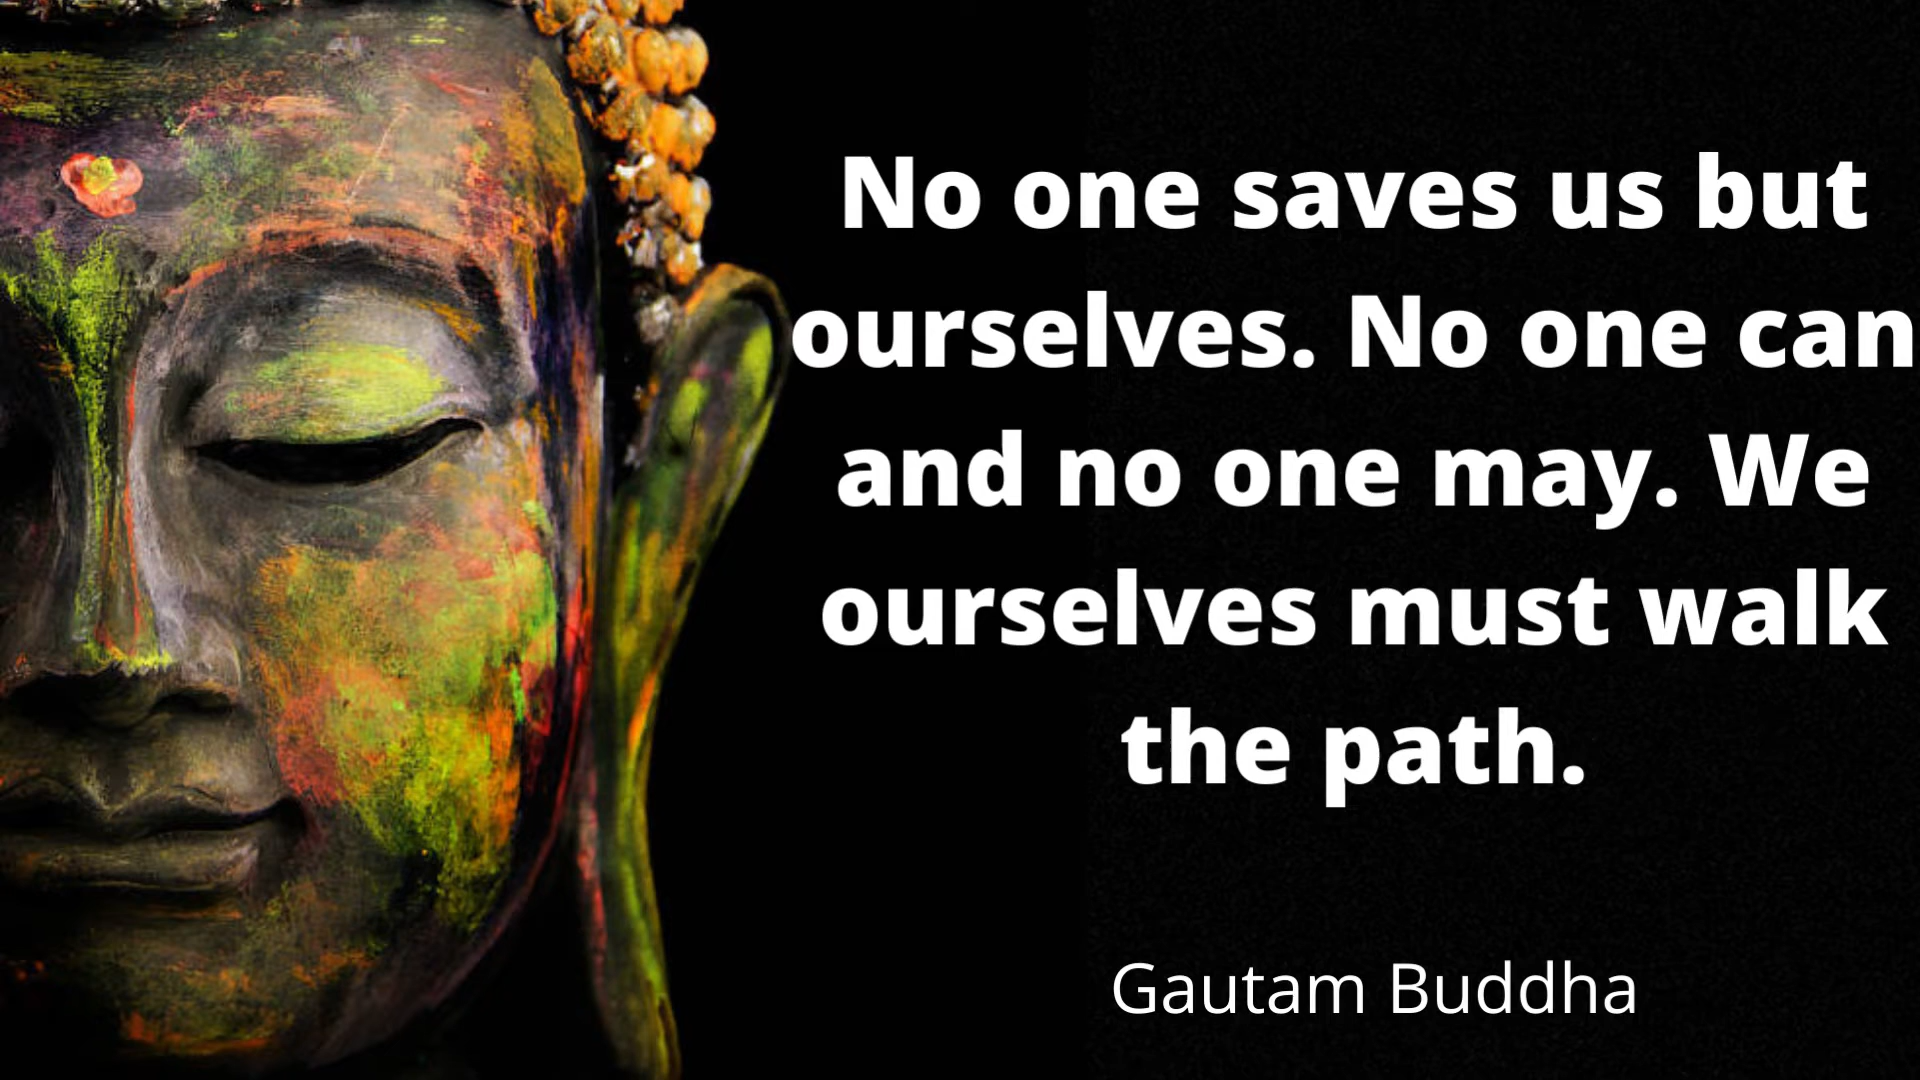 No one saves us but
ourselves. No one can
and no one may. We
ourselves must walk
the path.
Gautam Buddha